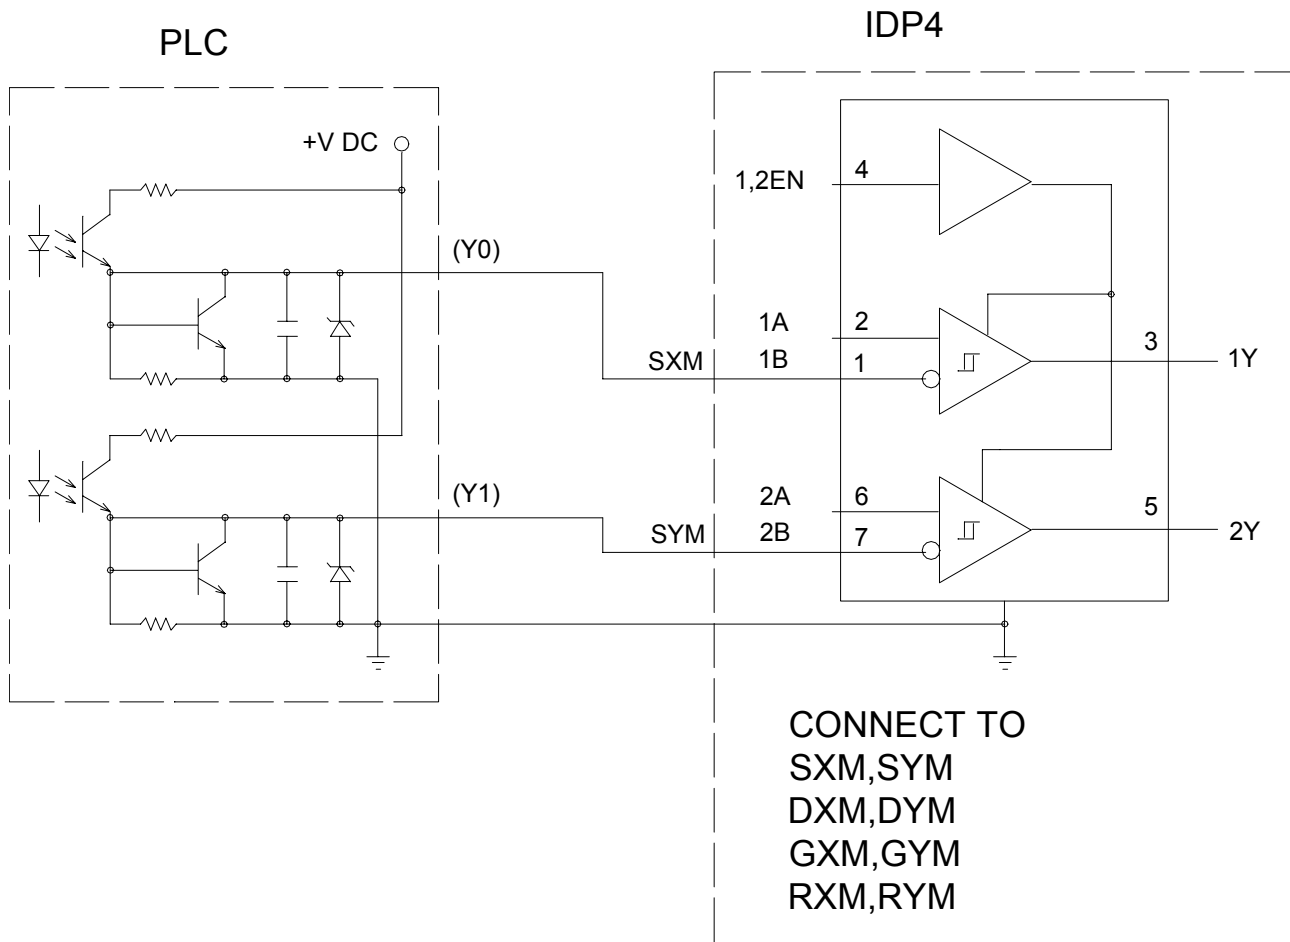 PLC
IDP4
+V DC
1,2EN
4
(Y0)
1A
2
SXM
1B
1
3
1Y
(Y1)
2A
6
SYM
2B
7
5
2Y
CONNECT TO
SXM,SYM
DXM,DYM
GXM,GYM
RXM,RYM